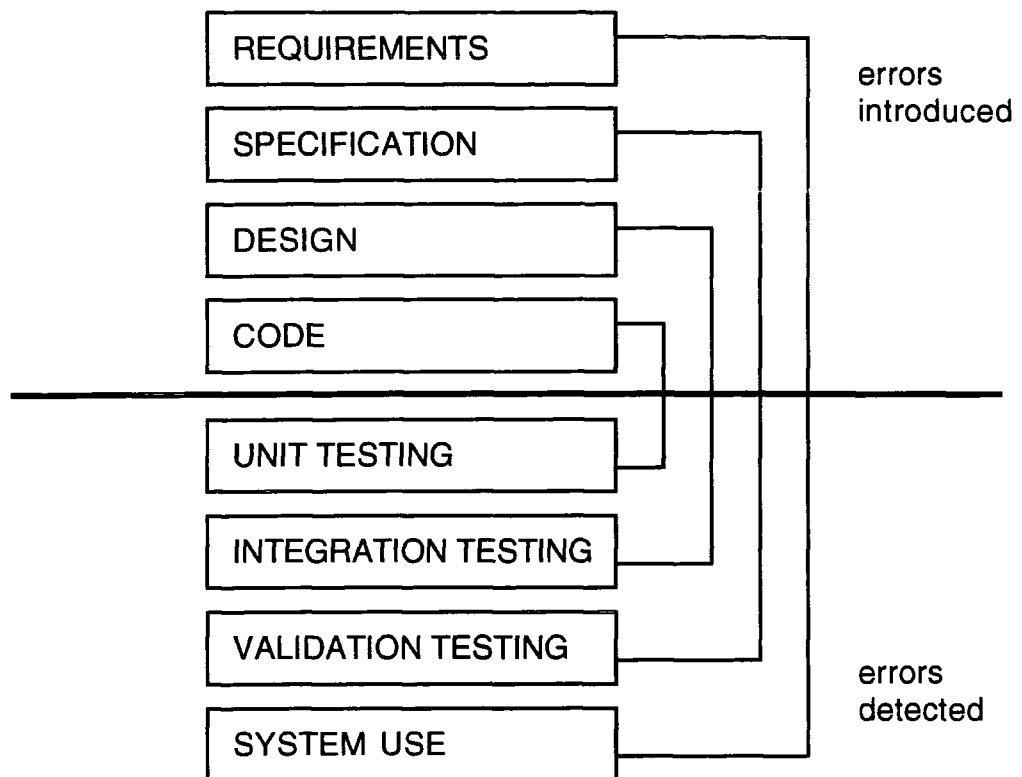 REQUIREMENTS
errors
introduced
SPECIFICATION
DESIGN
CODE
UNIT TESTING
INTEGRATION TESTING
VALIDATION TESTING
errors
detected
SYSTEM USE